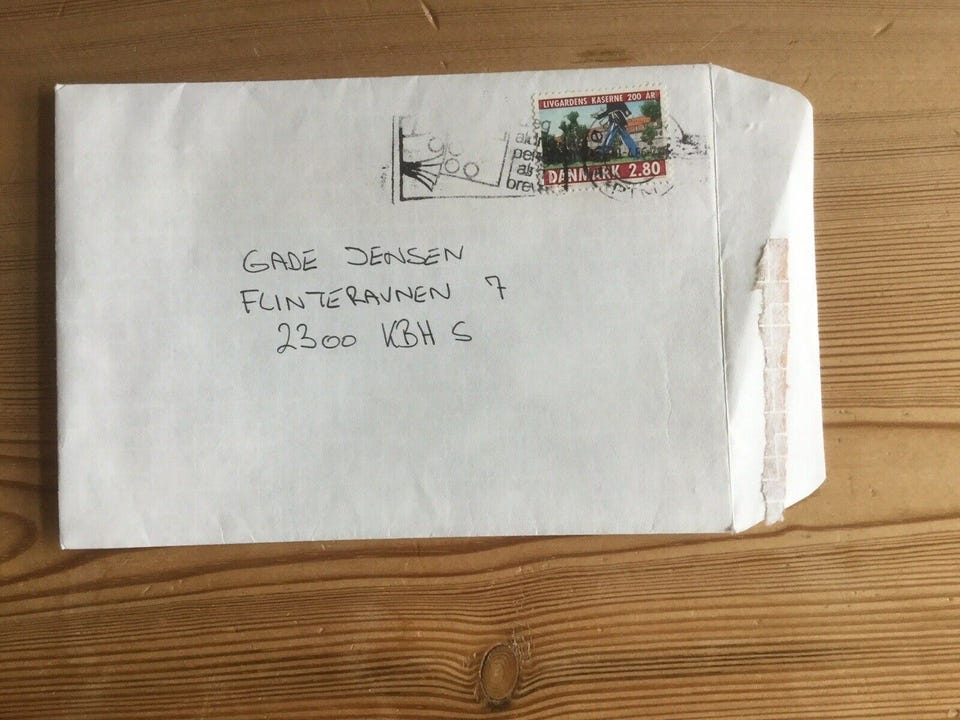 LIVGARDENS KASERNE 200 ÅR
DANMARK 2.80
GADE JENSEN
FLINTERAVNEN 7
2300 KBH S